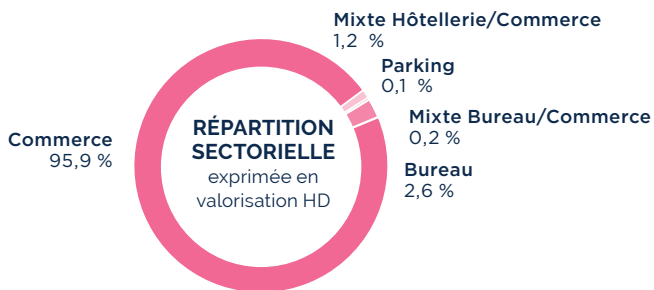 Mixte Hôtellerie/Commerce
1,2 %
Parking
0,1 %
Mixte Bureau/Commerce
0,2 %
Bureau
2,6 %
Commerce
95,9 %
RÉPARTITION
SECTORIELLE
exprimée en
valorisation HD